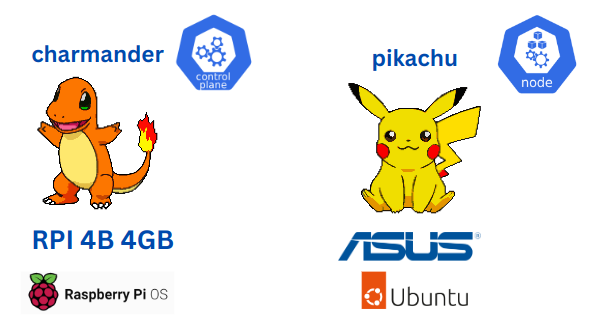 charmander
control
plane
RPI 4B 4GB
Raspberry Pi OS
pikachu
node
ASUS®
Ubuntu